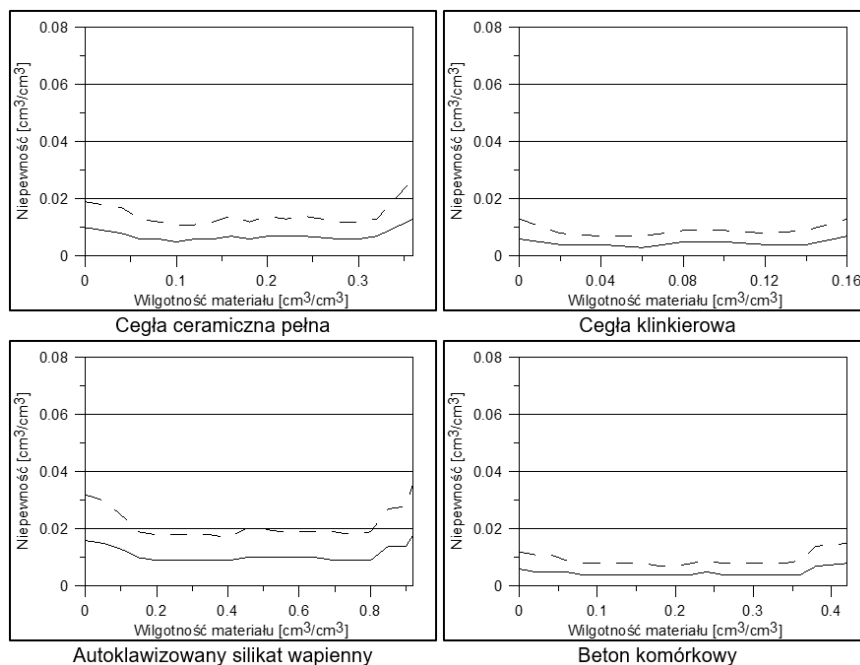 0.08
0.06
0.04
0.02
0
Niepewność [cm3/cm3]
0 0.1 0.2 0.3
Wilgotność materiału [cm3/cm3]
Cegła ceramiczna pełna
0.08
0.06
0.04
0.02
0
Niepewność [cm3/cm3]
0 0.04 0.08 0.12 0.16
Wilgotność materiału [cm3/cm3]
Cegła klinkierowa
0.08
0.06
0.04
0.02
0
Niepewność [cm3/cm3]
0 0.2 0.4 0.6 0.8
Wilgotność materiału [cm3/cm3]
Autoklawizowany silikat wapienny
0.08
0.06
0.04
0.02
0
Niepewność [cm3/cm3]
0 0.1 0.2 0.3 0.4
Wilgotność materiału [cm3/cm3]
Beton komórkowy